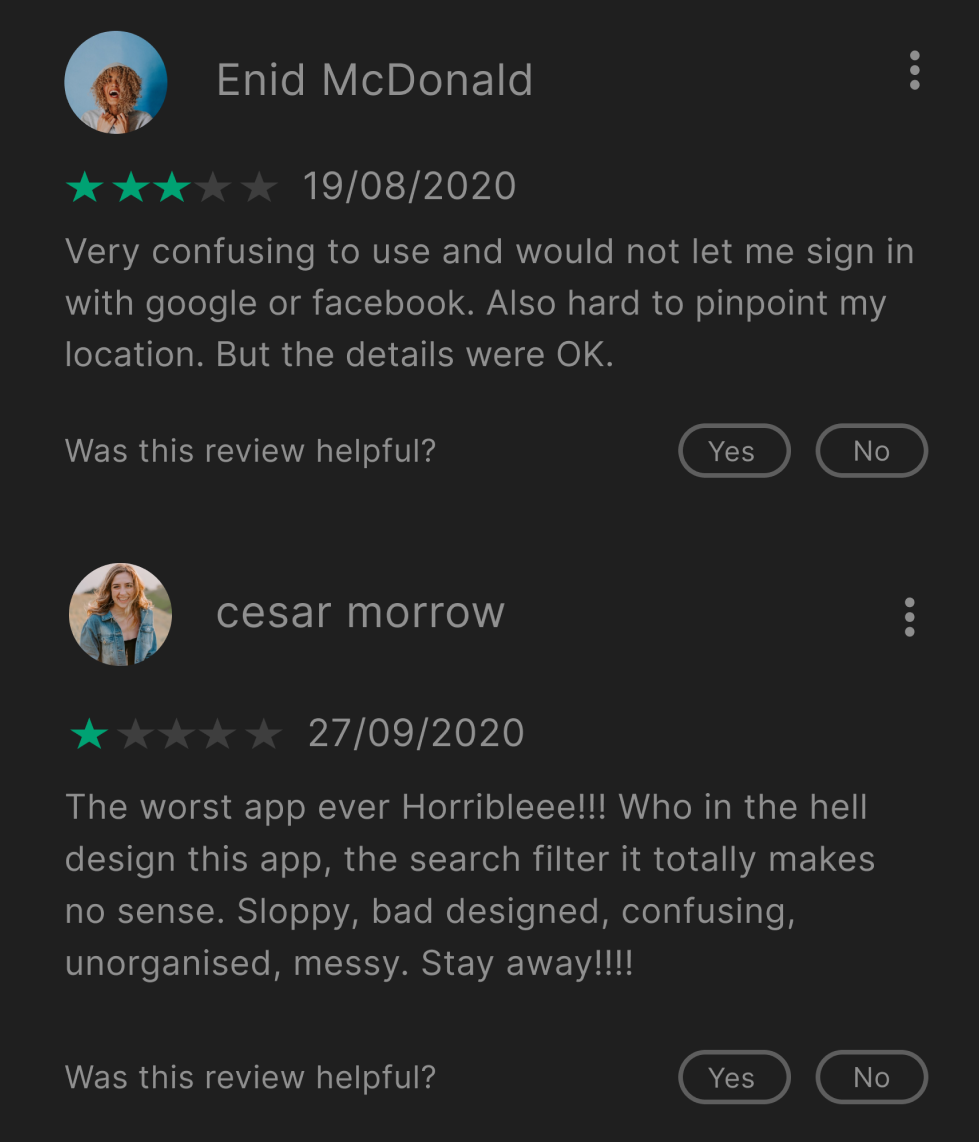 Enid McDonald
19/08/2020
Very confusing to use and would not let me sign in
with google or facebook. Also hard to pinpoint my
location. But the details were OK.
Was this review helpful?
Yes
No
cesar morrow
27/09/2020
The worst app ever Horribleee!!! Who in the hell
design this app, the search filter it totally makes
no sense. Sloppy, bad designed, confusing,
unorganised, messy. Stay away!!!!
Was this review helpful?
Yes
No